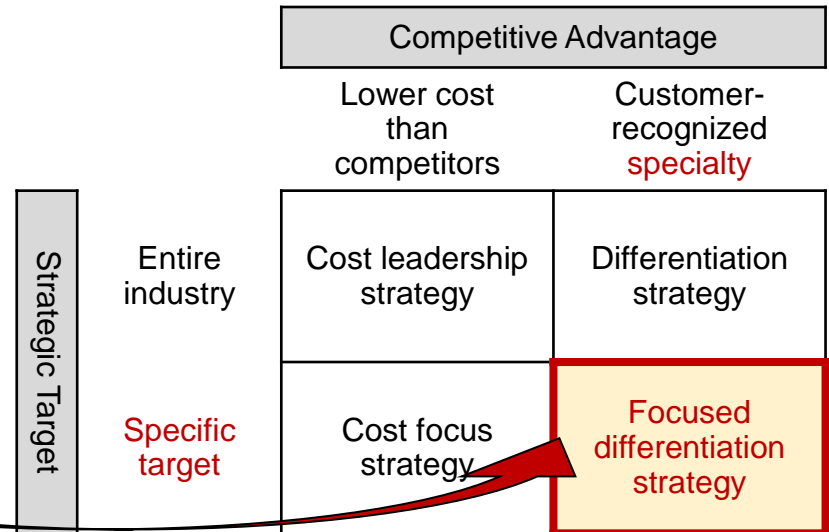 Competitive Advantage
Lower cost
than
competitors
Customer-
recognized
specialty
Strategic Target
Entire
industry
Cost leadership
strategy
Differentiation
strategy
Specific
target
Cost focus
strategy
Focused
differentiation
strategy